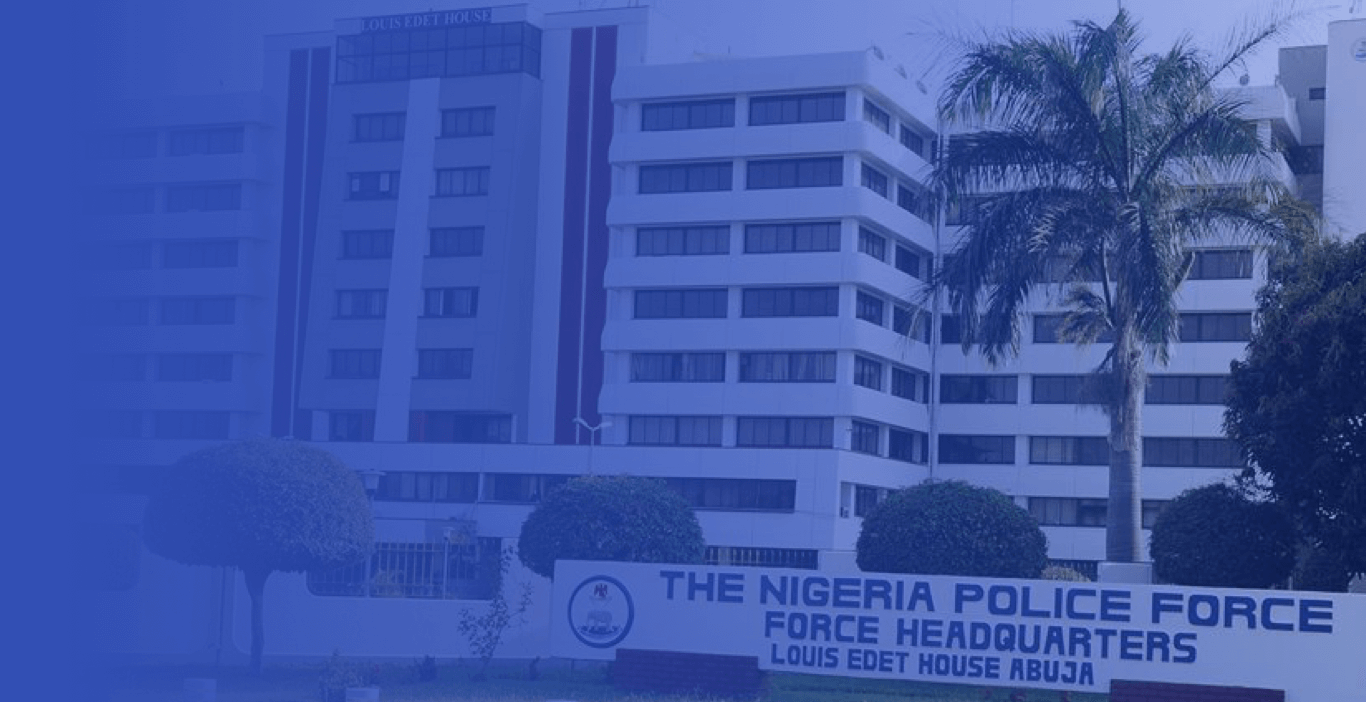 LOUIS EDET HOUSE
THE NIGERIA POLICE FORCE
FORCE HEADQUARTERS
LOUIS EDET HOUSE ABUJA